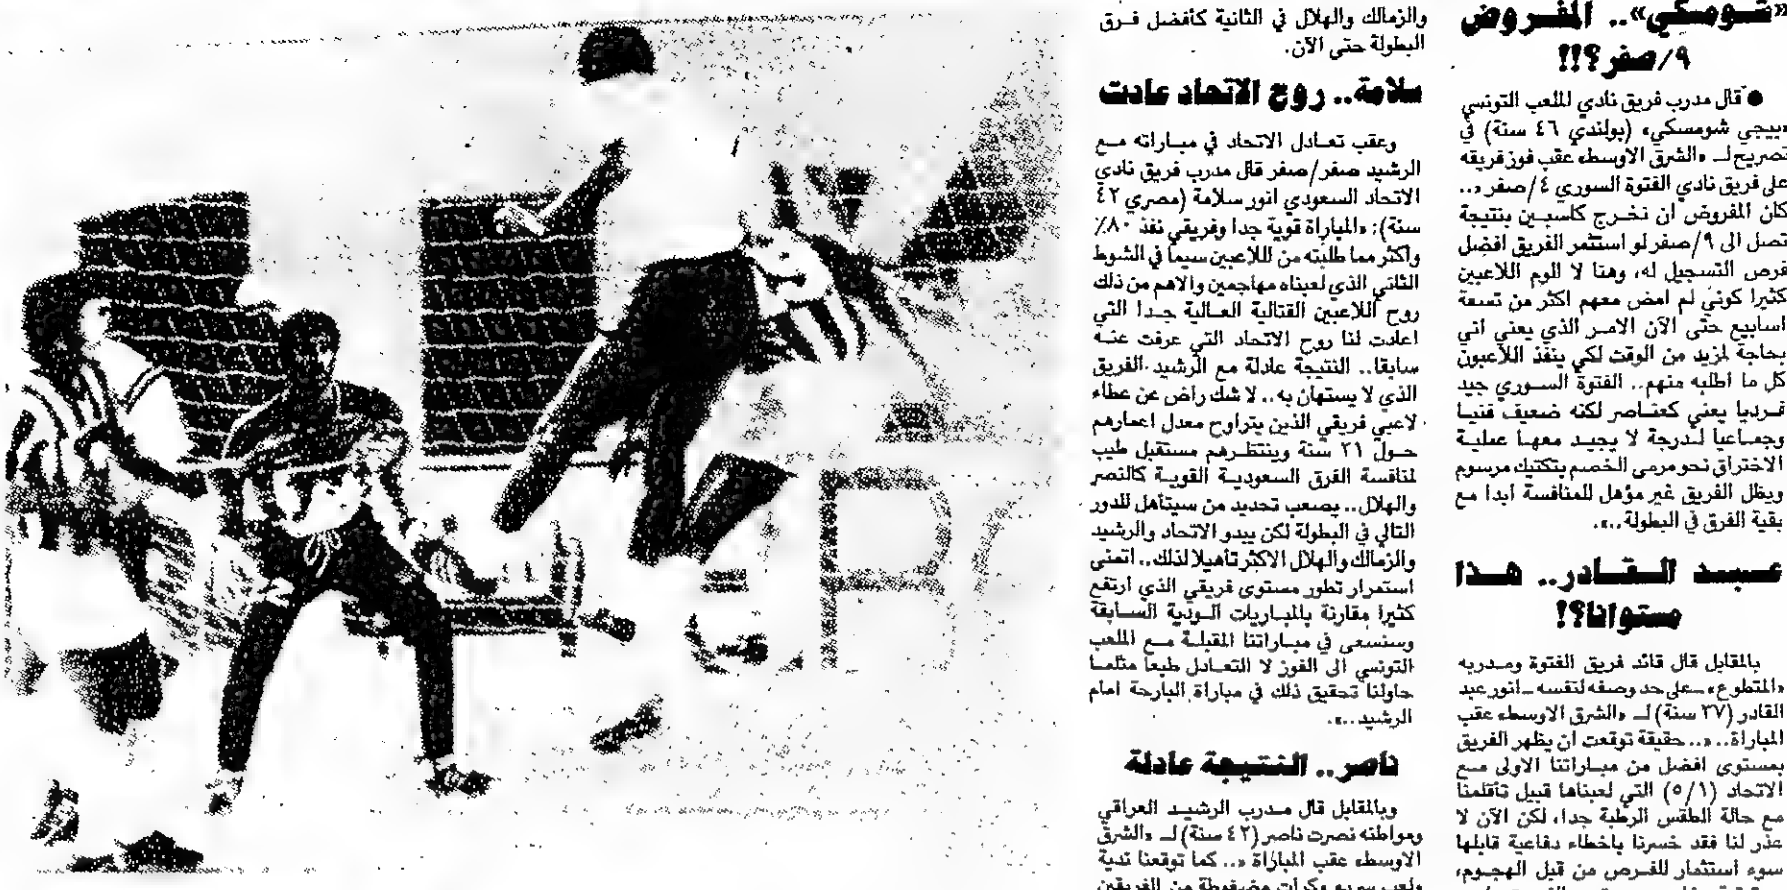 «شومسكي».. المفروض
٩/صفر؟!!
● قال مدرب فريق نادي الملعب التونسي
«بيجي شومسكي» (بولندي ٤٦ سنة) في
تصريح لـ «الشرق الاوسط» عقب فوز فريقه
على فريق نادي الفتوة السوري ٤/صفر «..
كان المفروض ان نخرج كاسبين بنتيجة
تصل الى ٩/صفر لو استثمر الفريق افضل
فرص التسجيل له، وهنا لا الوم اللاعبين
كثيرا كوني لم امض معهم اكثر من تسعة
اسابيع حتى الآن الامر الذي يعني اني
بحاجة لمزيد من الوقت لكي ينفذ اللاعبون
كل ما اطلبه منهم.. الفتوة السوري جيد
فرديا يعني كعناصر لكنه ضعيف فنيا
وجماعيا لدرجة لا يجيد معها عملية
الاختراق نحو مرمى الخصم بتكتيك مرسوم
ويظل الفريق غير مؤهل للمنافسة ابدا مع
بقية الفرق في البطولة..».
عبد القادر.. هذا
مستوانا؟!
بالمقابل قال قائد فريق الفتوة ومدربه
«المتطوع» ـ على حد وصفه لنفسه ـ انور عبد
القادر (٣٧ سنة) لـ «الشرق الاوسط» عقب
المباراة.. «.. حقيقة توقعت ان يظهر الفريق
بمستوى افضل من مباراتنا الاولى مع
الاتحاد (٥/١) التي لعبناها قبيل تأقلمنا
مع حالة الطقس الرطبة جدا، لكن الآن لا
عذر لنا فقد خسرنا باخطاء دفاعية قابلها
سوء استثمار للفرص من قبل الهجوم،
والزمالك والهلال في الثانية كأفضل فرق
البطولة حتى الآن.
سلامة.. روح الاتحاد عادت
وعقب تعادل الاتحاد في مباراته مع
الرشيد صفر/صفر قال مدرب فريق نادي
الاتحاد السعودي انور سلامة (مصري ٤٢
سنة): «المباراة قوية جدا وفريقي نفذ ٨٠٪
واكثر مما طلبته من اللاعبين سيما في الشوط
الثاني الذي لعبناه مهاجمين والاهم من ذلك
روح اللاعبين القتالية العالية جدا التي
اعادت لنا روح الاتحاد التي عرفت عنه
سابقا.. النتيجة عادلة مع الرشيد الفريق
الذي لا يستهان به.. لا شك راض عن عطاء
لاعبي فريقي الذين يتراوح معدل اعمارهم
حول ٢١ سنة وينتظرهم مستقبل طيب
لمنافسة الفرق السعودية القوية كالنصر
والهلال.. يصعب تحديد من سيتأهل للدور
التالي في البطولة لكن يبدو الاتحاد والرشيد
والزمالك والهلال الاكثر تأهيلا لذلك.. اتمنى
استمرار تطور مستوى فريقي الذي ارتفع
كثيرا مقارنة بالمباريات الودية السابقة
وسنسعى في مباراتنا المقبلة مع الملعب
التونسي الى الفوز لا التعادل طبعا مثلما
حاولنا تحقيق ذلك في مباراة البارحة امام
الرشيد..».
ناصر.. النتيجة عادلة
وبالمقابل قال مدرب الرشيد العراقي
ومواطنه نصرت ناصر (٤٢ سنة) لـ «الشرق
الاوسط» عقب المباراة «.. كما توقعنا ندية
ولعب سريع وكرات مضغوطة من الفريقين